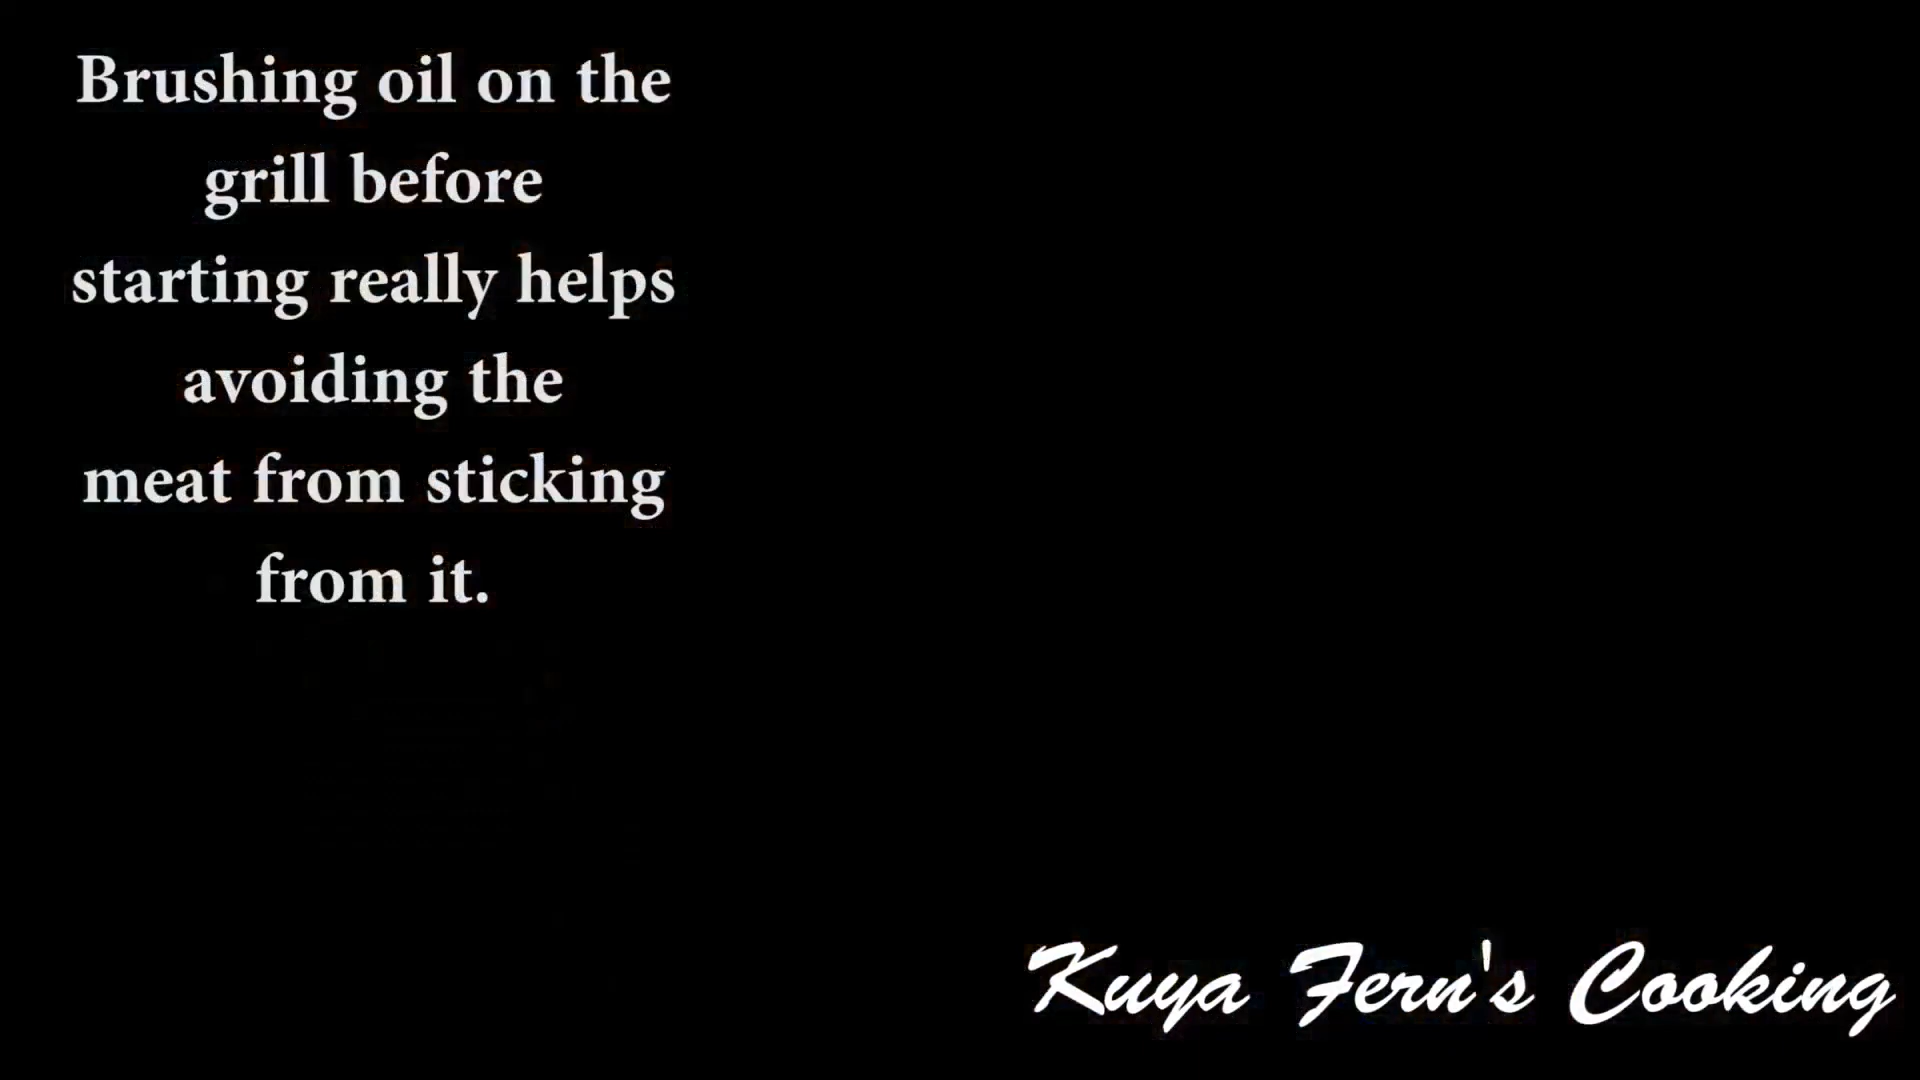 Brushing oil on the
grill before
starting really helps
avoiding the
meat from sticking
from it.
Kuya Fern's Cooking